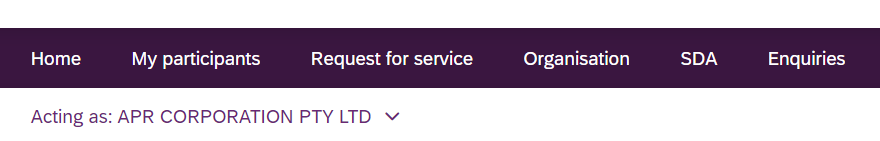 Home My participants Request for service Organisation SDA Enquiries
Acting as: APR CORPORATION PTY LTD